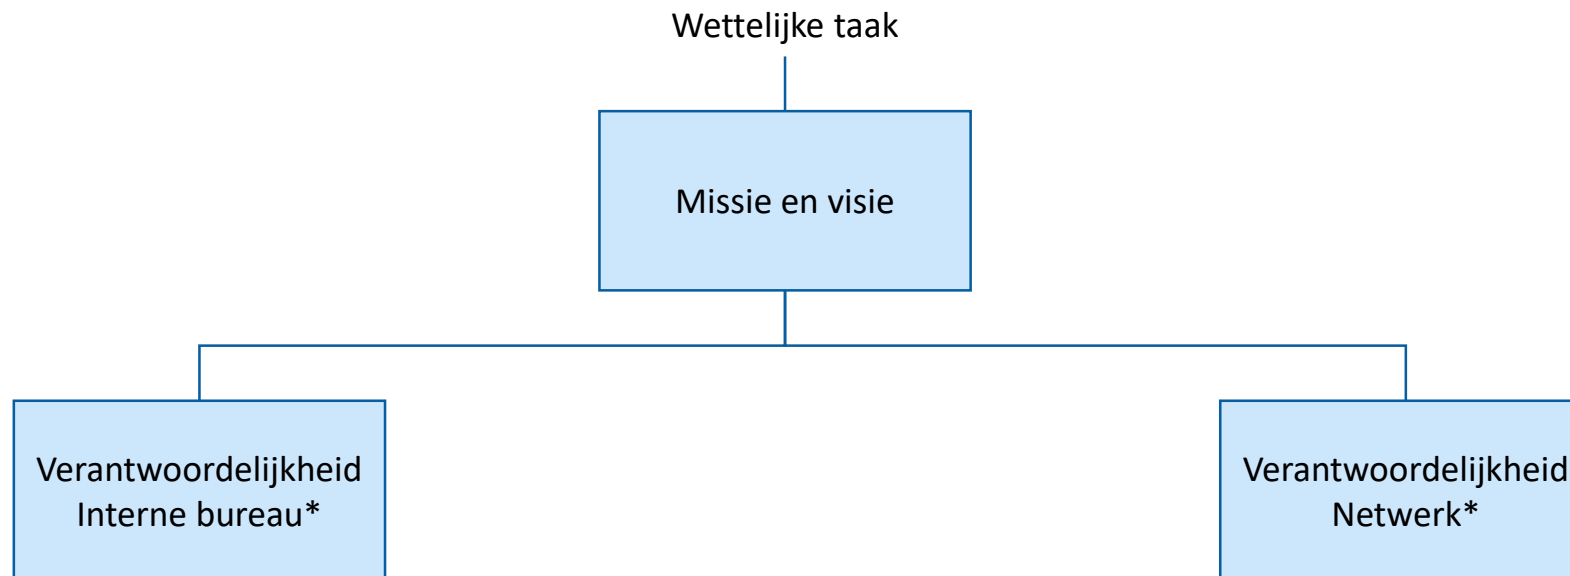 Wettelijke taak
Missie en visie
Verantwoordelijkheid
Interne bureau*
Verantwoordelijkheid
Netwerk*